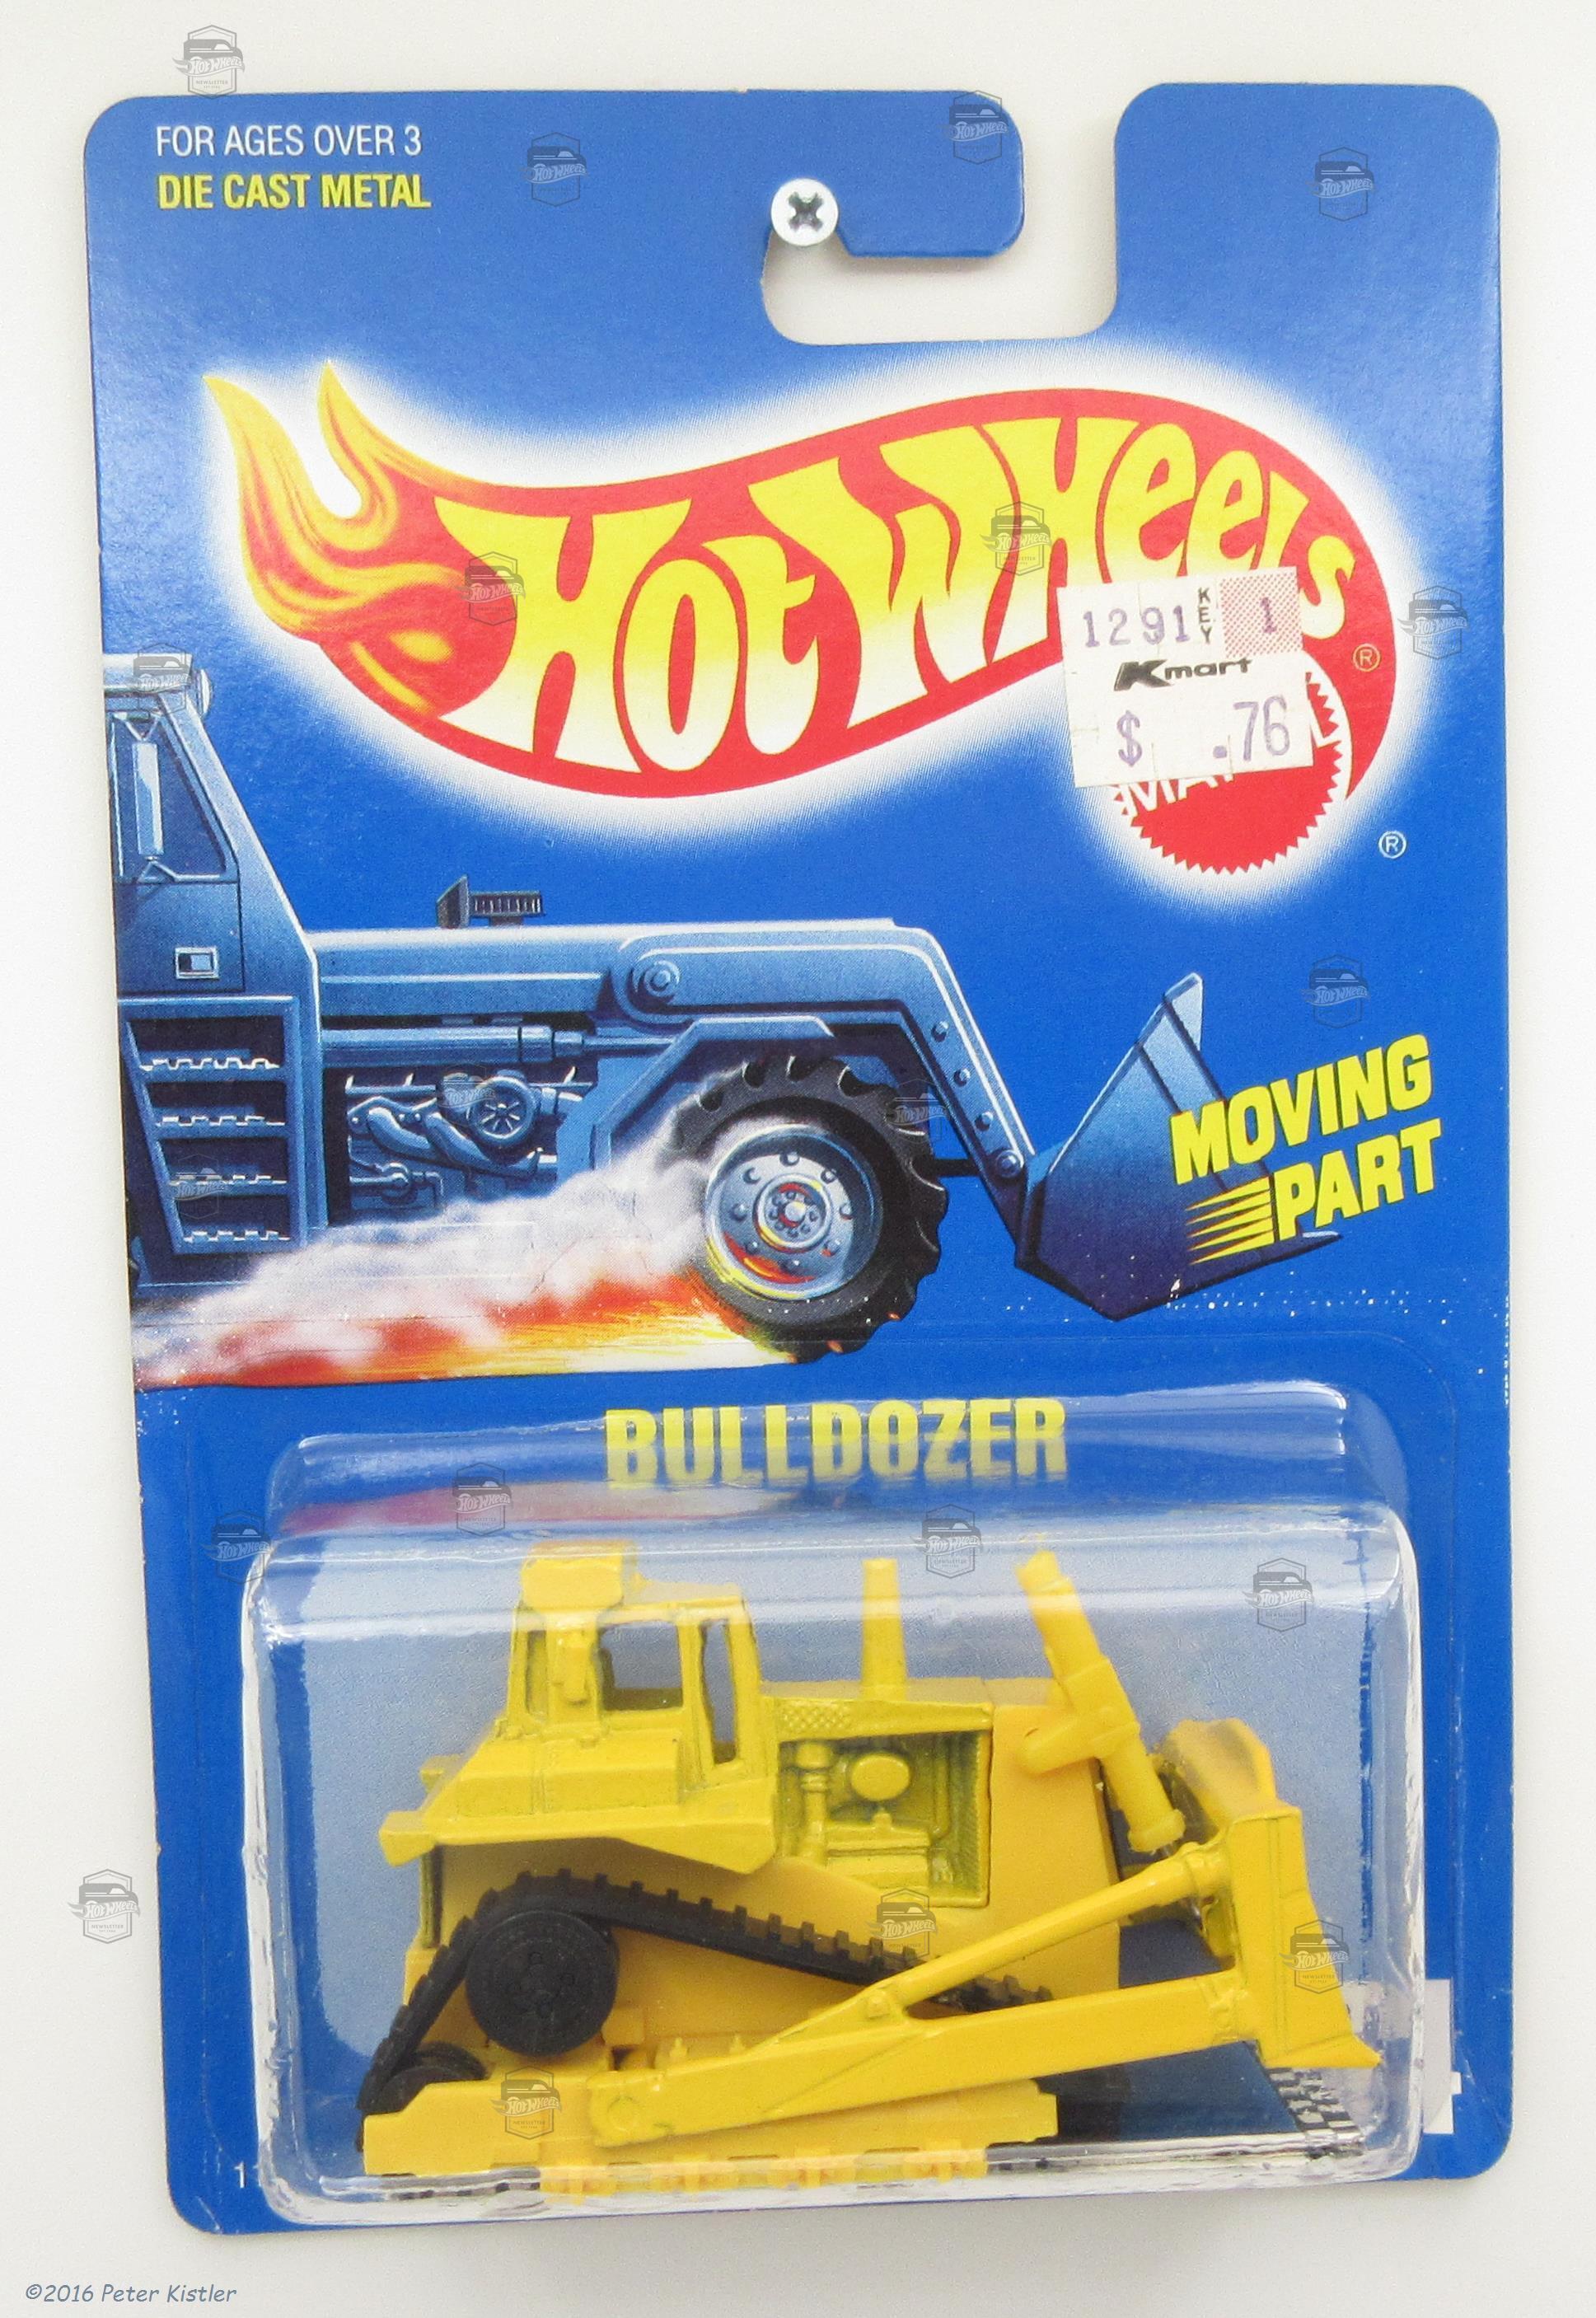 FOR AGES OVER 3
DIE CAST METAL
Hot Wheels ®
1291 KEY 1
Kmart
$ .76
®
MOVING
PART
BULLDOZER
1
©2016 Peter Kistler